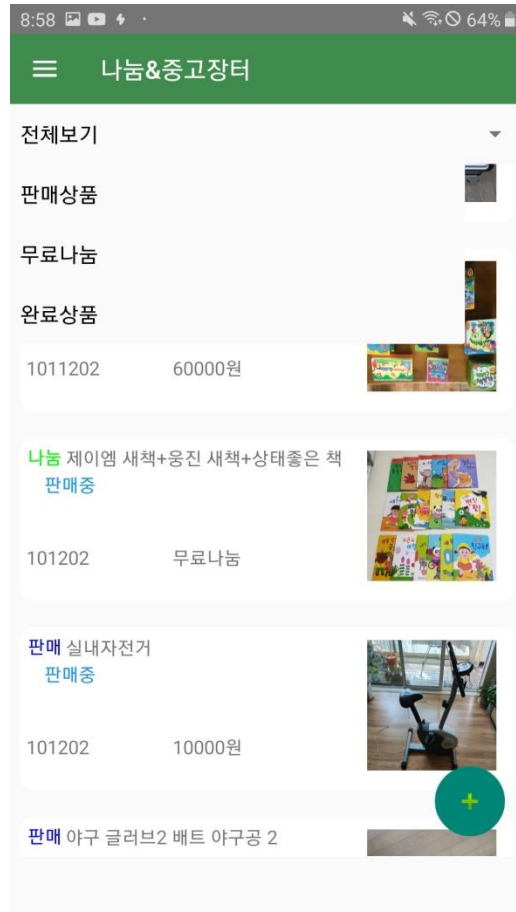 8:58 64%
나눔&중고장터
전체보기
판매상품
무료나눔
완료상품
1011202 60000원
나눔 제이엠 새책+웅진 새책+상태좋은 책
판매중
101202 무료나눔
판매 실내자전거
판매중
101202 10000원
+
판매 야구 글러브2 배트 야구공 2